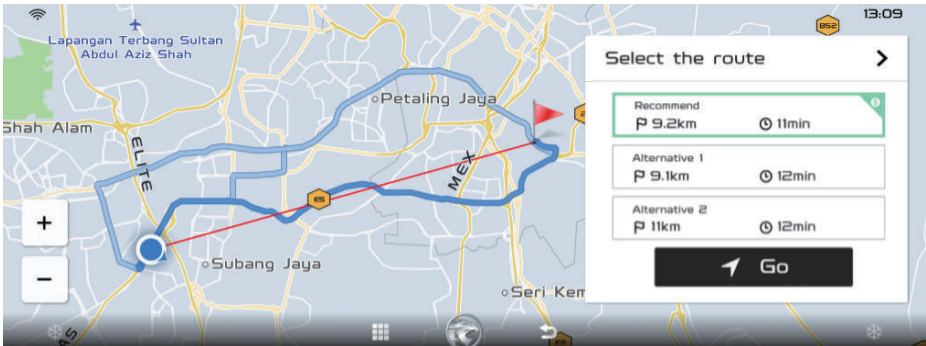 13:09
B52
Lapangan Terbang Sultan
Abdul Aziz Shah
Select the route
Petaling Jaya
Recommend
9.2km
11min
Shah Alam
ELITE
Alternative 1
9.1km
12min
MEX
E5
Alternative 2
11km
12min
+
Subang Jaya
Go
−
Seri Kem
AS